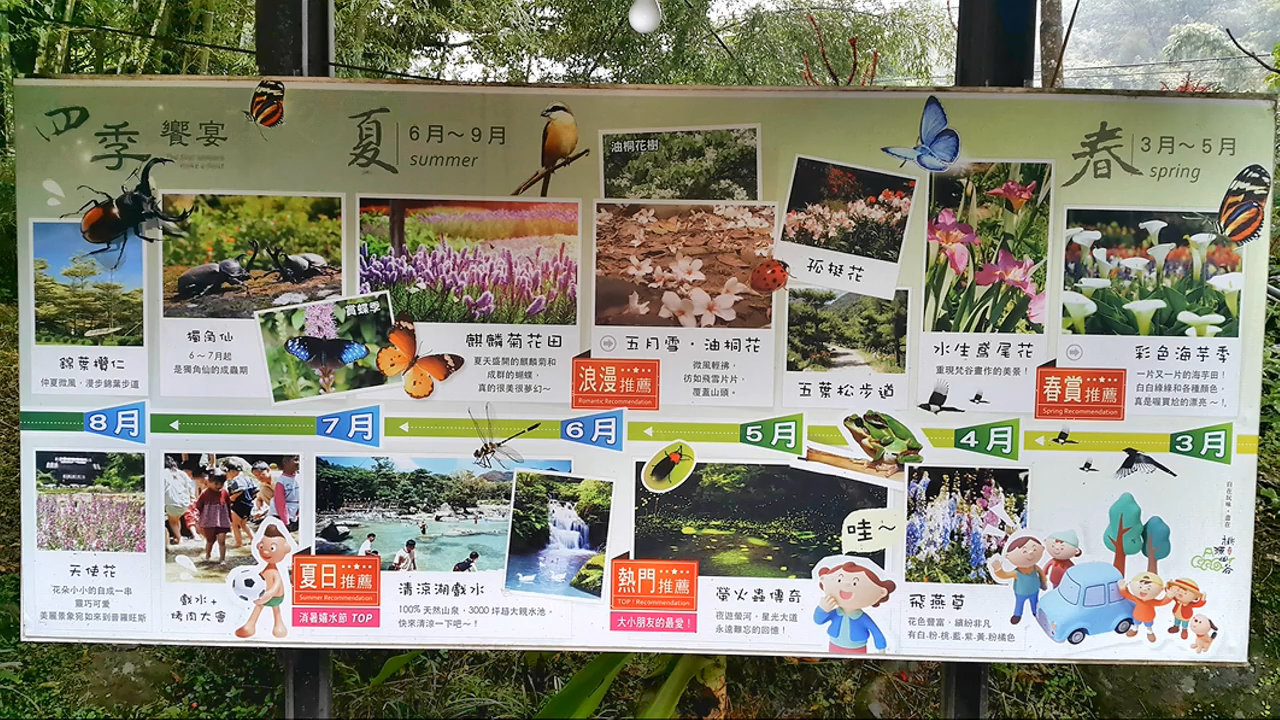 四季饗宴
夏 6月～9月
summer
春 3月～5月
spring
油桐花樹
孤挺花
賞蝶季
錦葉欖仁
仲夏微風，漫步錦葉步道
獨角仙
6～7月起
是獨角仙的成蟲期
麒麟菊花田
夏天盛開的麒麟菊和
成群的蝴蝶，
真的很美很夢幻～
浪漫推薦
Romantic Recommendation
五月雪・油桐花
微風輕拂，
彷如飛雪片片，
覆蓋山頭。
五葉松步道
水生鳶尾花
重現梵谷畫作的美景！
春賞推薦
Spring Recommendation
彩色海芋季
一片又一片的海芋田！
白白綠綠和各種顏色，
真是喔買尬的漂亮～！
8月
7月
6月
5月
4月
3月
天使花
花朵小小的自成一串
靈巧可愛
美麗景象宛如來到普羅旺斯
戲水+
烤肉大會
夏日推薦
Summer Recommendation
消暑嬉水節 TOP
清涼湖戲水
100% 天然山泉，3000 坪超大親水池，
快來清涼一下吧～！
熱門推薦
TOP 1 Recommendation
大小朋友的最愛！
螢火蟲傳奇
夜遊螢河，星光大道
永遠難忘的回憶！
哇～
飛燕草
花色豐富，繽紛非凡
有白.粉.桃.藍.紫.黃.粉橘色